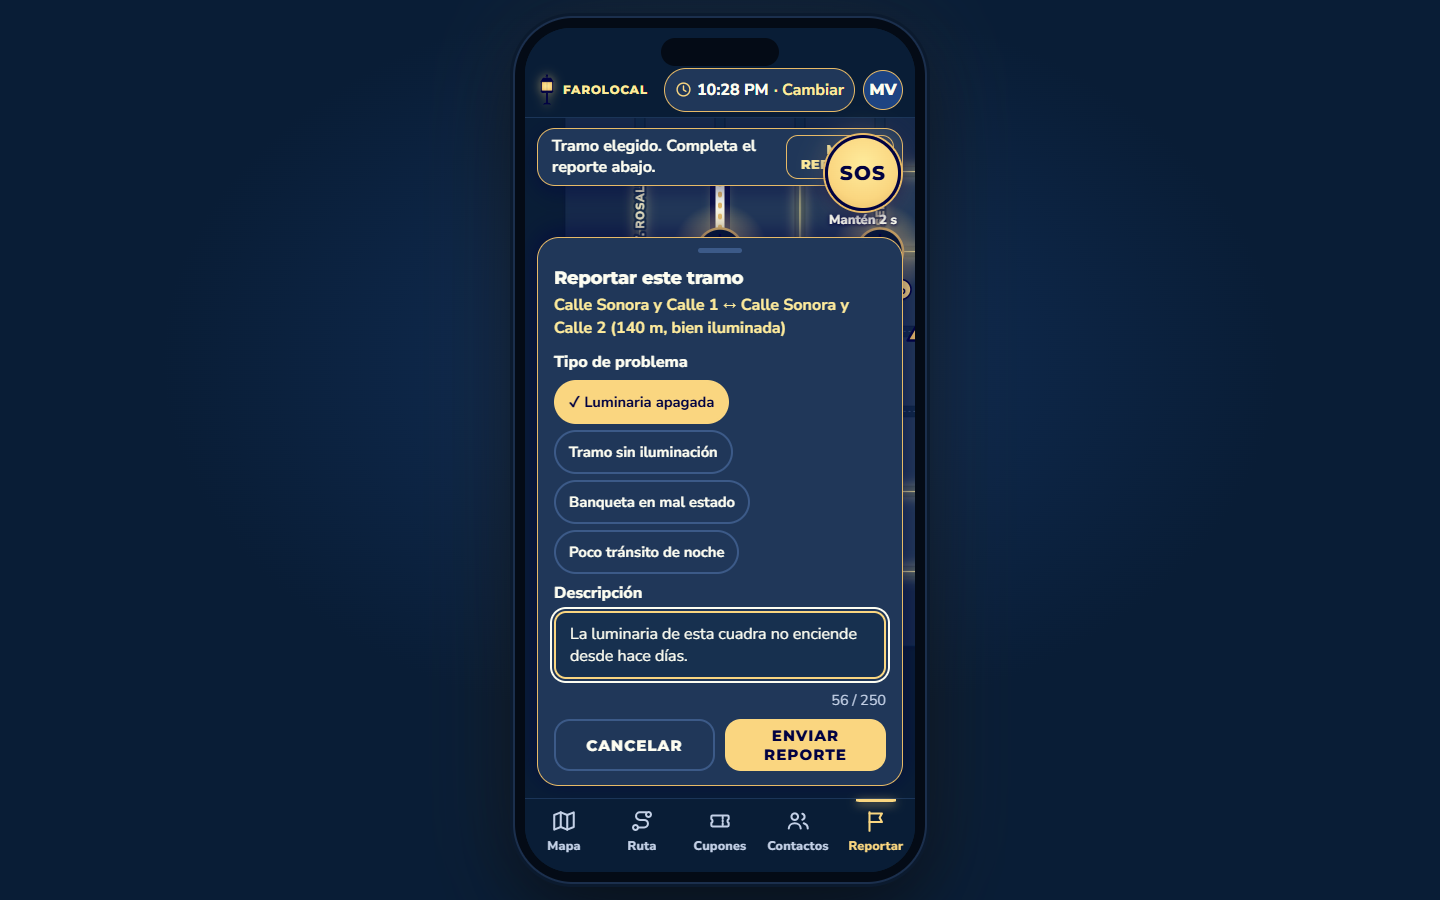 FAROLOCAL
10:28 PM · Cambiar
MV
Tramo elegido. Completa el
reporte abajo.
SOS
Mantén 2 s
Reportar este tramo
Calle Sonora y Calle 1 ↔ Calle Sonora y
Calle 2 (140 m, bien iluminada)
Tipo de problema
✓ Luminaria apagada
Tramo sin iluminación
Banqueta en mal estado
Poco tránsito de noche
Descripción
La luminaria de esta cuadra no enciende
desde hace días.
56 / 250
CANCELAR
ENVIAR
REPORTE
Mapa
Ruta
Cupones
Contactos
Reportar